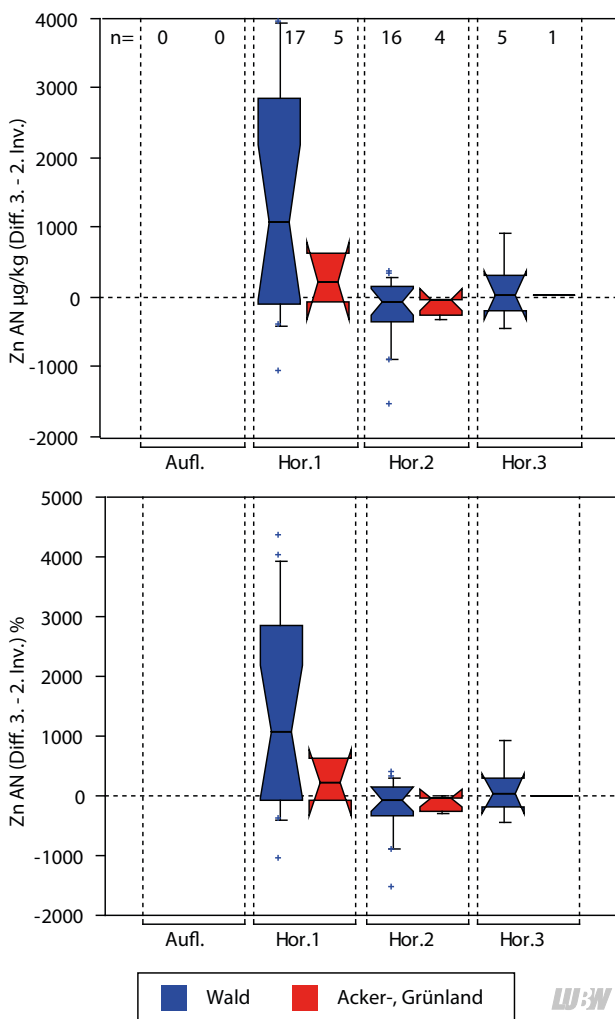 n= 0 0 17 5 16 4 5 1
4000
3000
1000
1000
0
-1000
-2000
Zn AN µg/kg (Diff. 3. - 2. Inv.)
Aufl. Hor.1 Hor.2 Hor.3
5000
4000
3000
2000
1000
0
-1000
-2000
Zn AN (Diff. 3. - 2. Inv.) %
Aufl. Hor.1 Hor.2 Hor.3
Wald Acker-, Grünland
LUBW